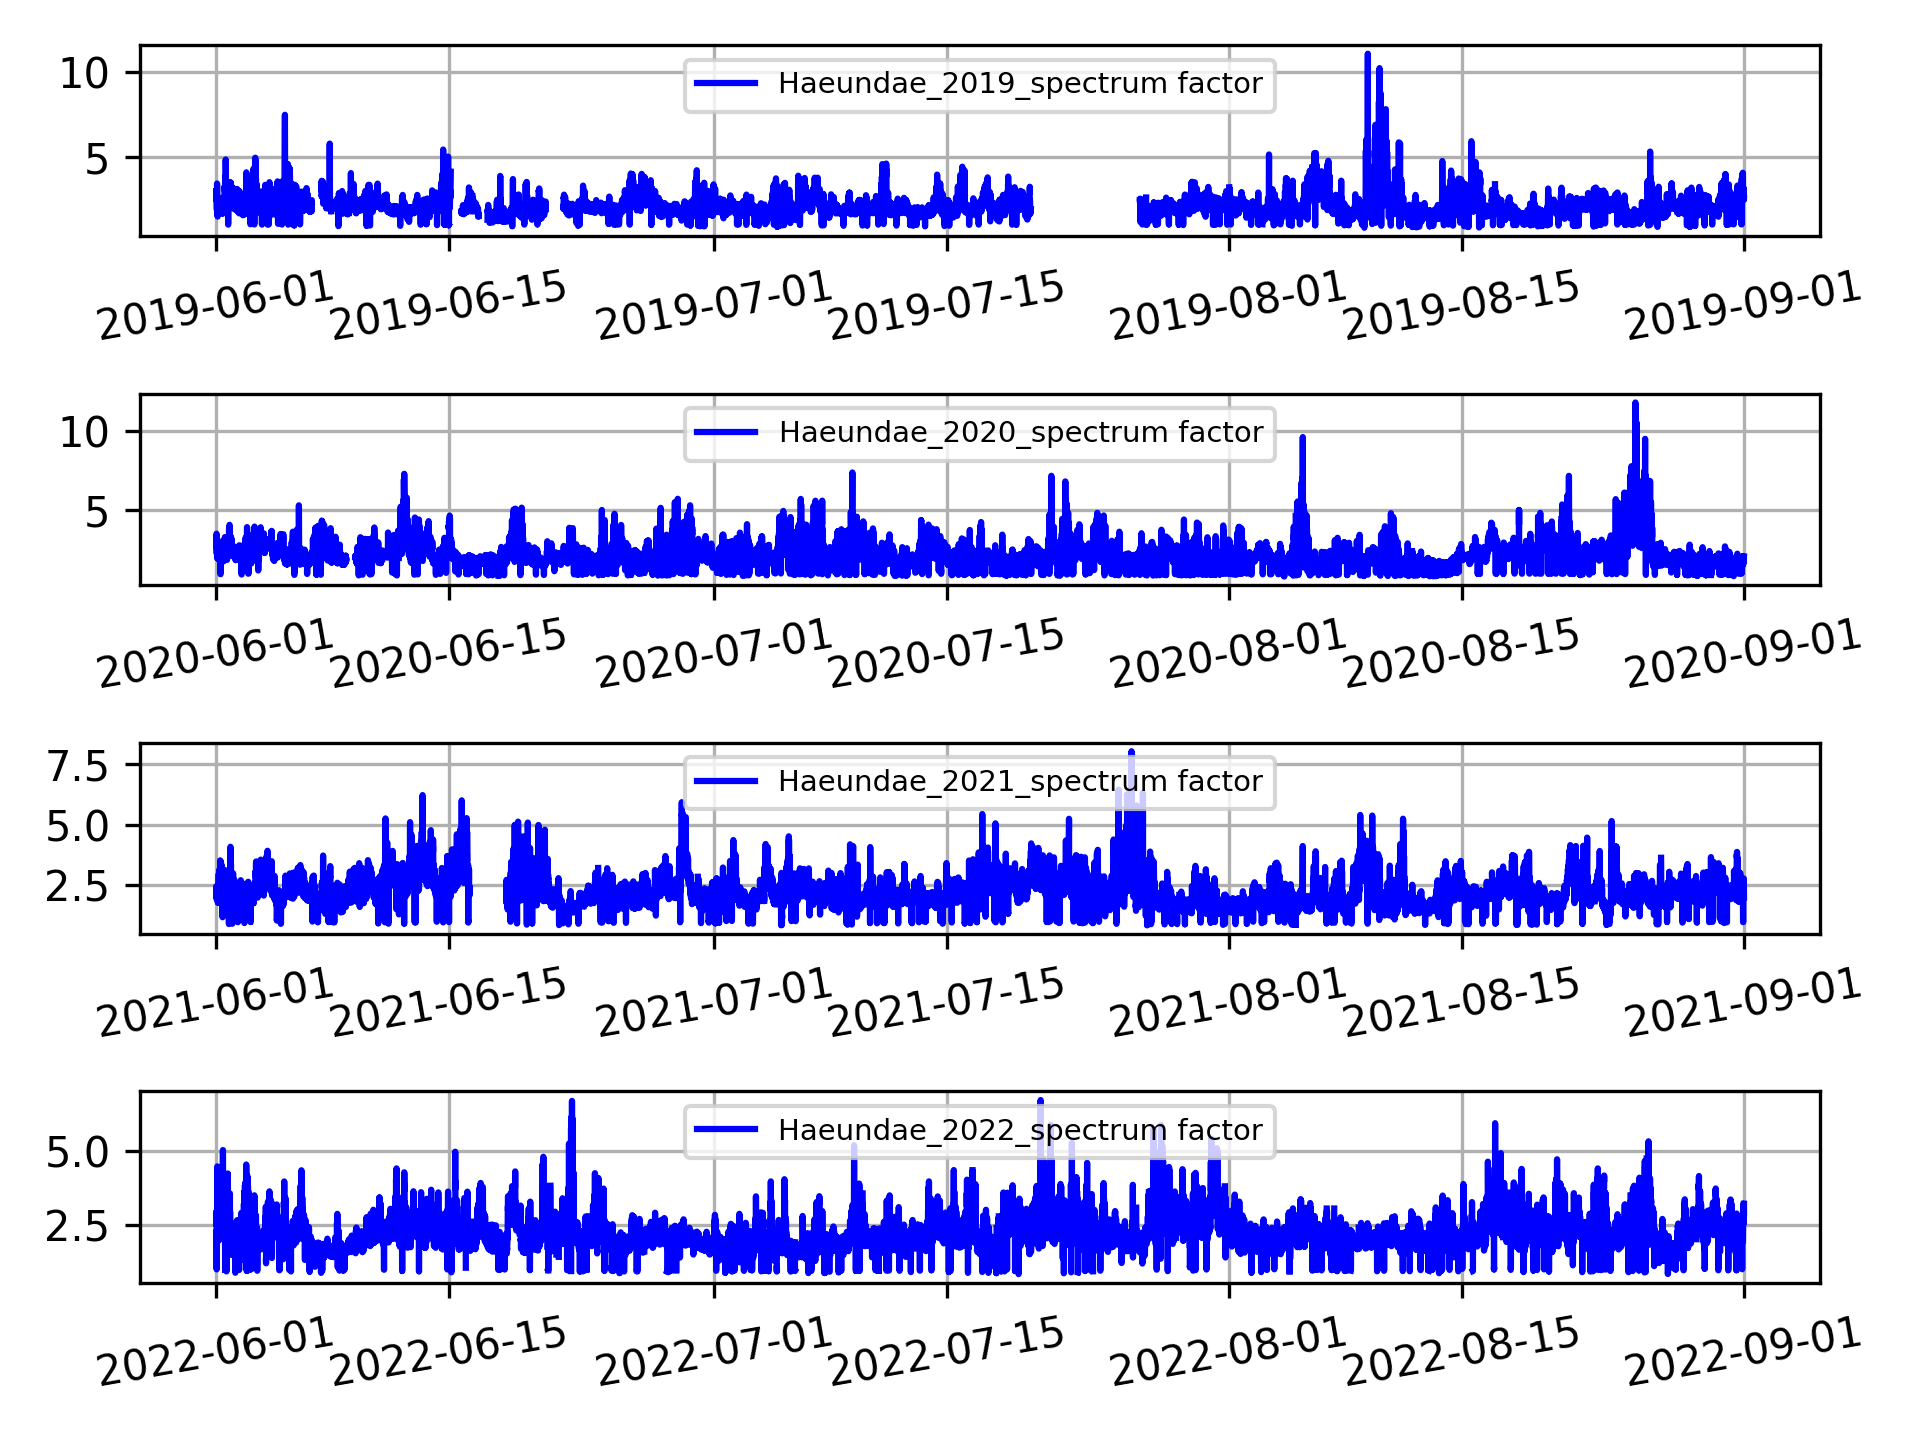 10
5
Haeundae_2019_spectrum factor
2019-06-01 2019-06-15 2019-07-01 2019-07-15 2019-08-01 2019-08-15 2019-09-01
10
5
Haeundae_2020_spectrum factor
2020-06-01 2020-06-15 2020-07-01 2020-07-15 2020-08-01 2020-08-15 2020-09-01
7.5
5.0
2.5
Haeundae_2021_spectrum factor
2021-06-01 2021-06-15 2021-07-01 2021-07-15 2021-08-01 2021-08-15 2021-09-01
5.0
2.5
Haeundae_2022_spectrum factor
2022-06-01 2022-06-15 2022-07-01 2022-07-15 2022-08-01 2022-08-15 2022-09-01